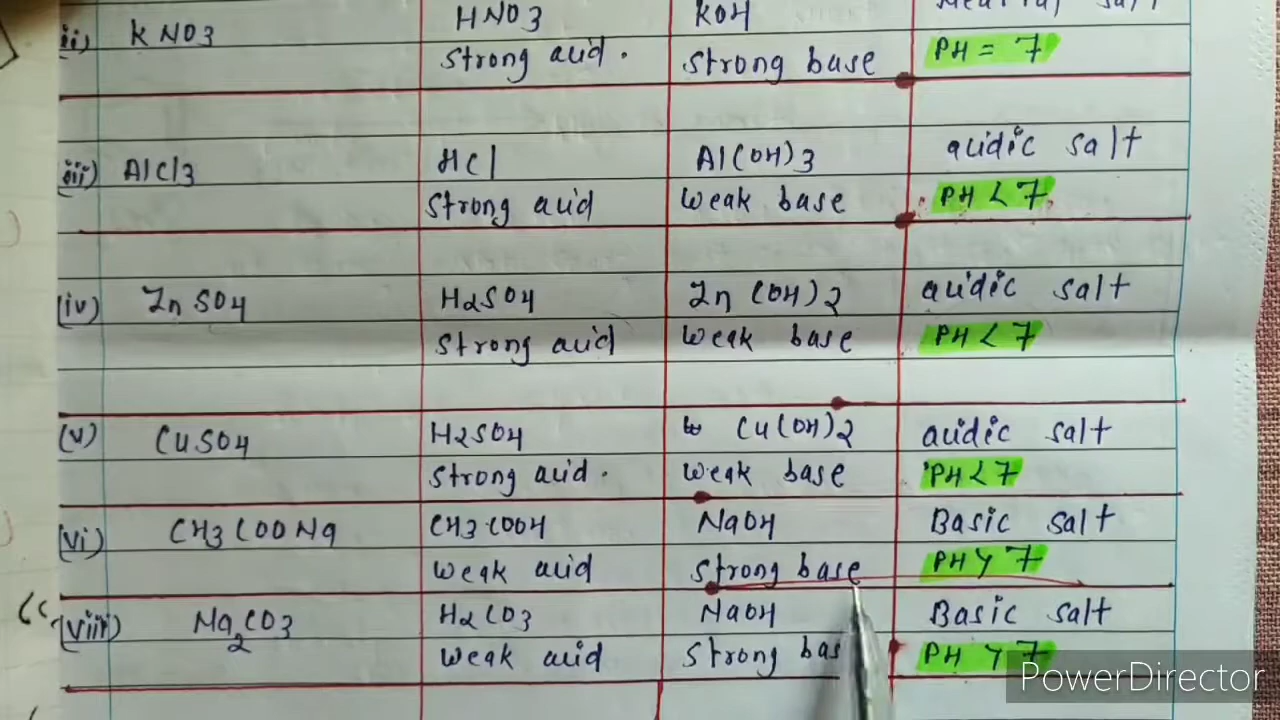 HNO3 KOH Neutral salt
(ii) KNO3
Strong acid. Strong base PH = 7
(iii) AlCl3 HCl Al(OH)3 acidic salt
Strong acid Weak base PH < 7
(iv) ZnSO4 H2SO4 Zn(OH)2 acidic salt
Strong acid Weak base PH < 7
(v) CuSO4 H2SO4 Cu(OH)2 acidic salt
Strong acid. Weak base PH < 7
(vi) CH3COONa CH3COOH NaOH Basic salt
Weak acid Strong base PH > 7
(viii) Na2CO3 H2CO3 NaOH Basic salt
Weak acid Strong bas PH > 7
PowerDirector